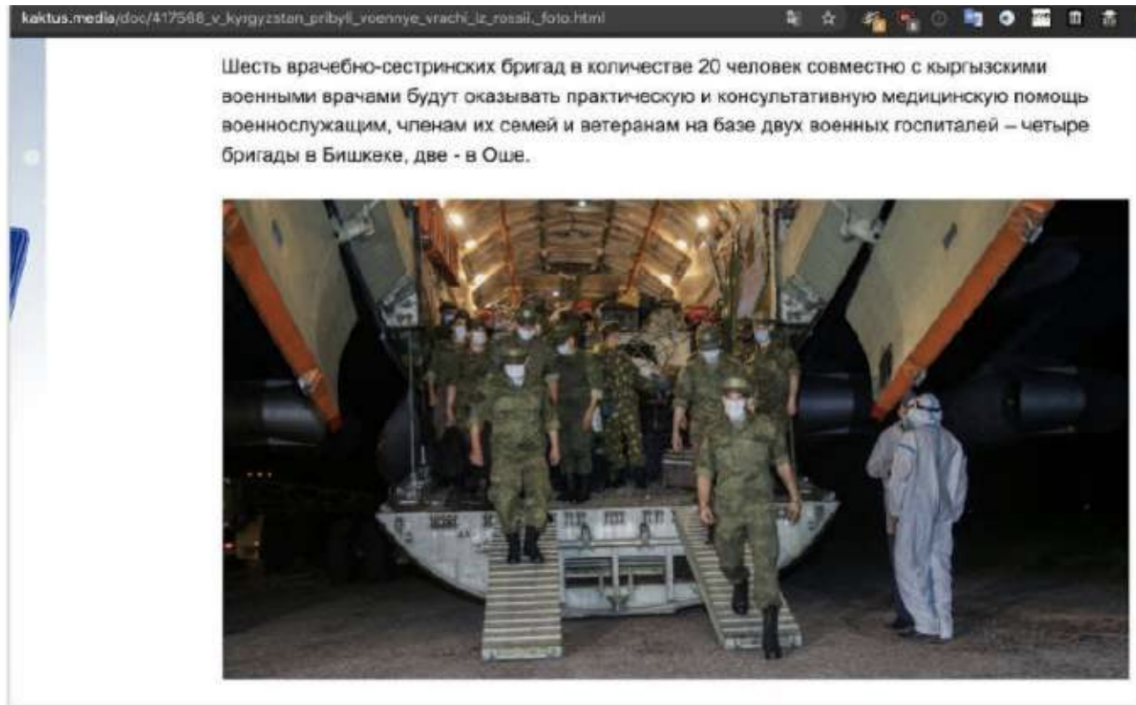 kaktus.media/doc/417568_v_kyrgyzstan_pribyli_voennye_vrachi_iz_rossii._foto.html
Шесть врачебно-сестринских бригад в количестве 20 человек совместно с кыргызскими
военными врачами будут оказывать практическую и консультативную медицинскую помощь
военнослужащим, членам их семей и ветеранам на базе двух военных госпиталей – четыре
бригады в Бишкеке, две - в Оше.